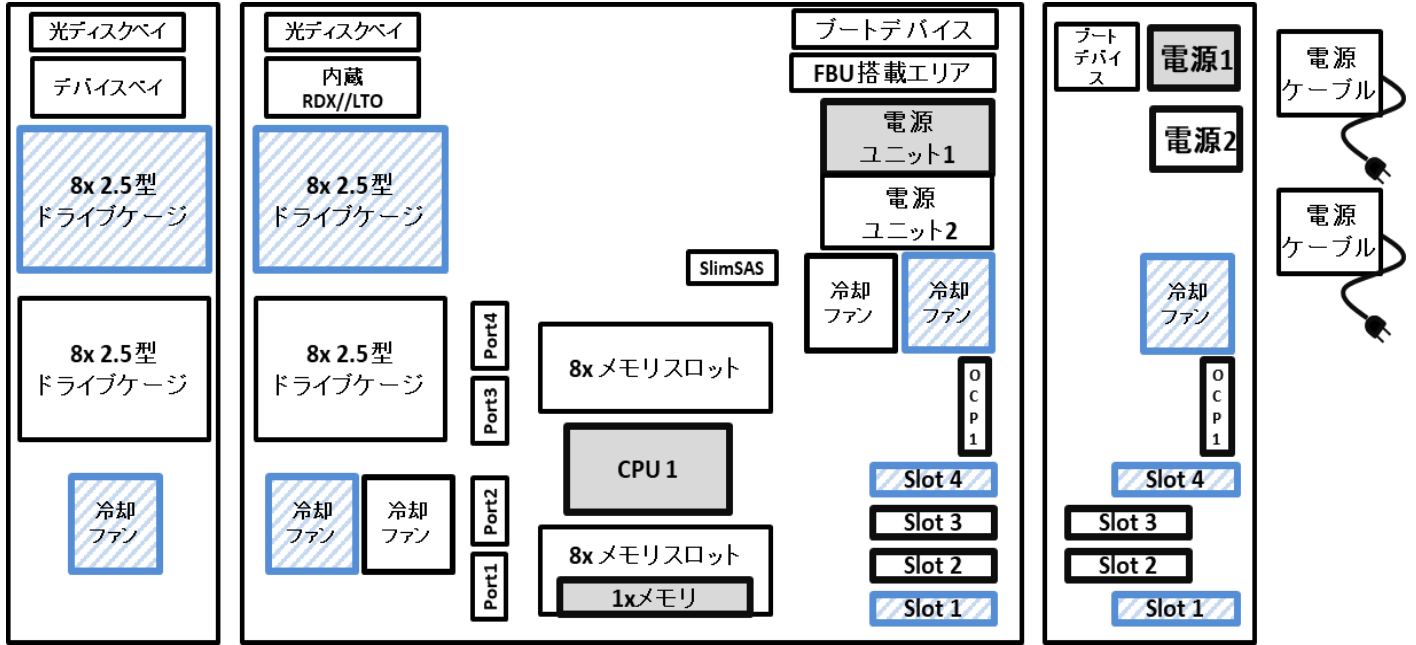 光ディスクベイ
デバイスベイ
8x 2.5型
ドライブケージ
8x 2.5型
ドライブケージ
冷却
ファン
光ディスクベイ
内蔵
RDX//LTO
8x 2.5型
ドライブケージ
8x 2.5型
ドライブケージ
冷却
ファン
冷却
ファン
Port4
Port3
Port2
Port1
SlimSAS
8xメモリスロット
CPU 1
8xメモリスロット
1xメモリ
ブートデバイス
FBU搭載エリア
電源
ユニット1
電源
ユニット2
冷却
ファン
冷却
ファン
OCP1
Slot 4
Slot 3
Slot 2
Slot 1
ブート
デバイ
ス
電源1
電源2
冷却
ファン
OCP1
Slot 4
Slot 3
Slot 2
Slot 1
電源
ケーブル
電源
ケーブル